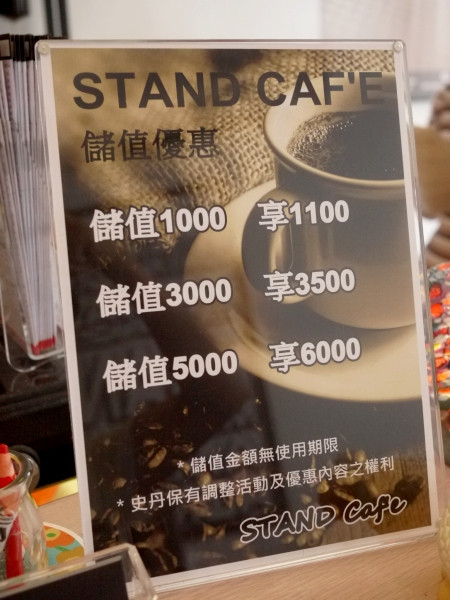 STAND CAF'E
儲值優惠
儲值1000 享1100
儲值3000 享3500
儲值5000 享6000
* 儲值金額無使用期限
* 史丹保有調整活動及優惠內容之權利
STAND Cafe